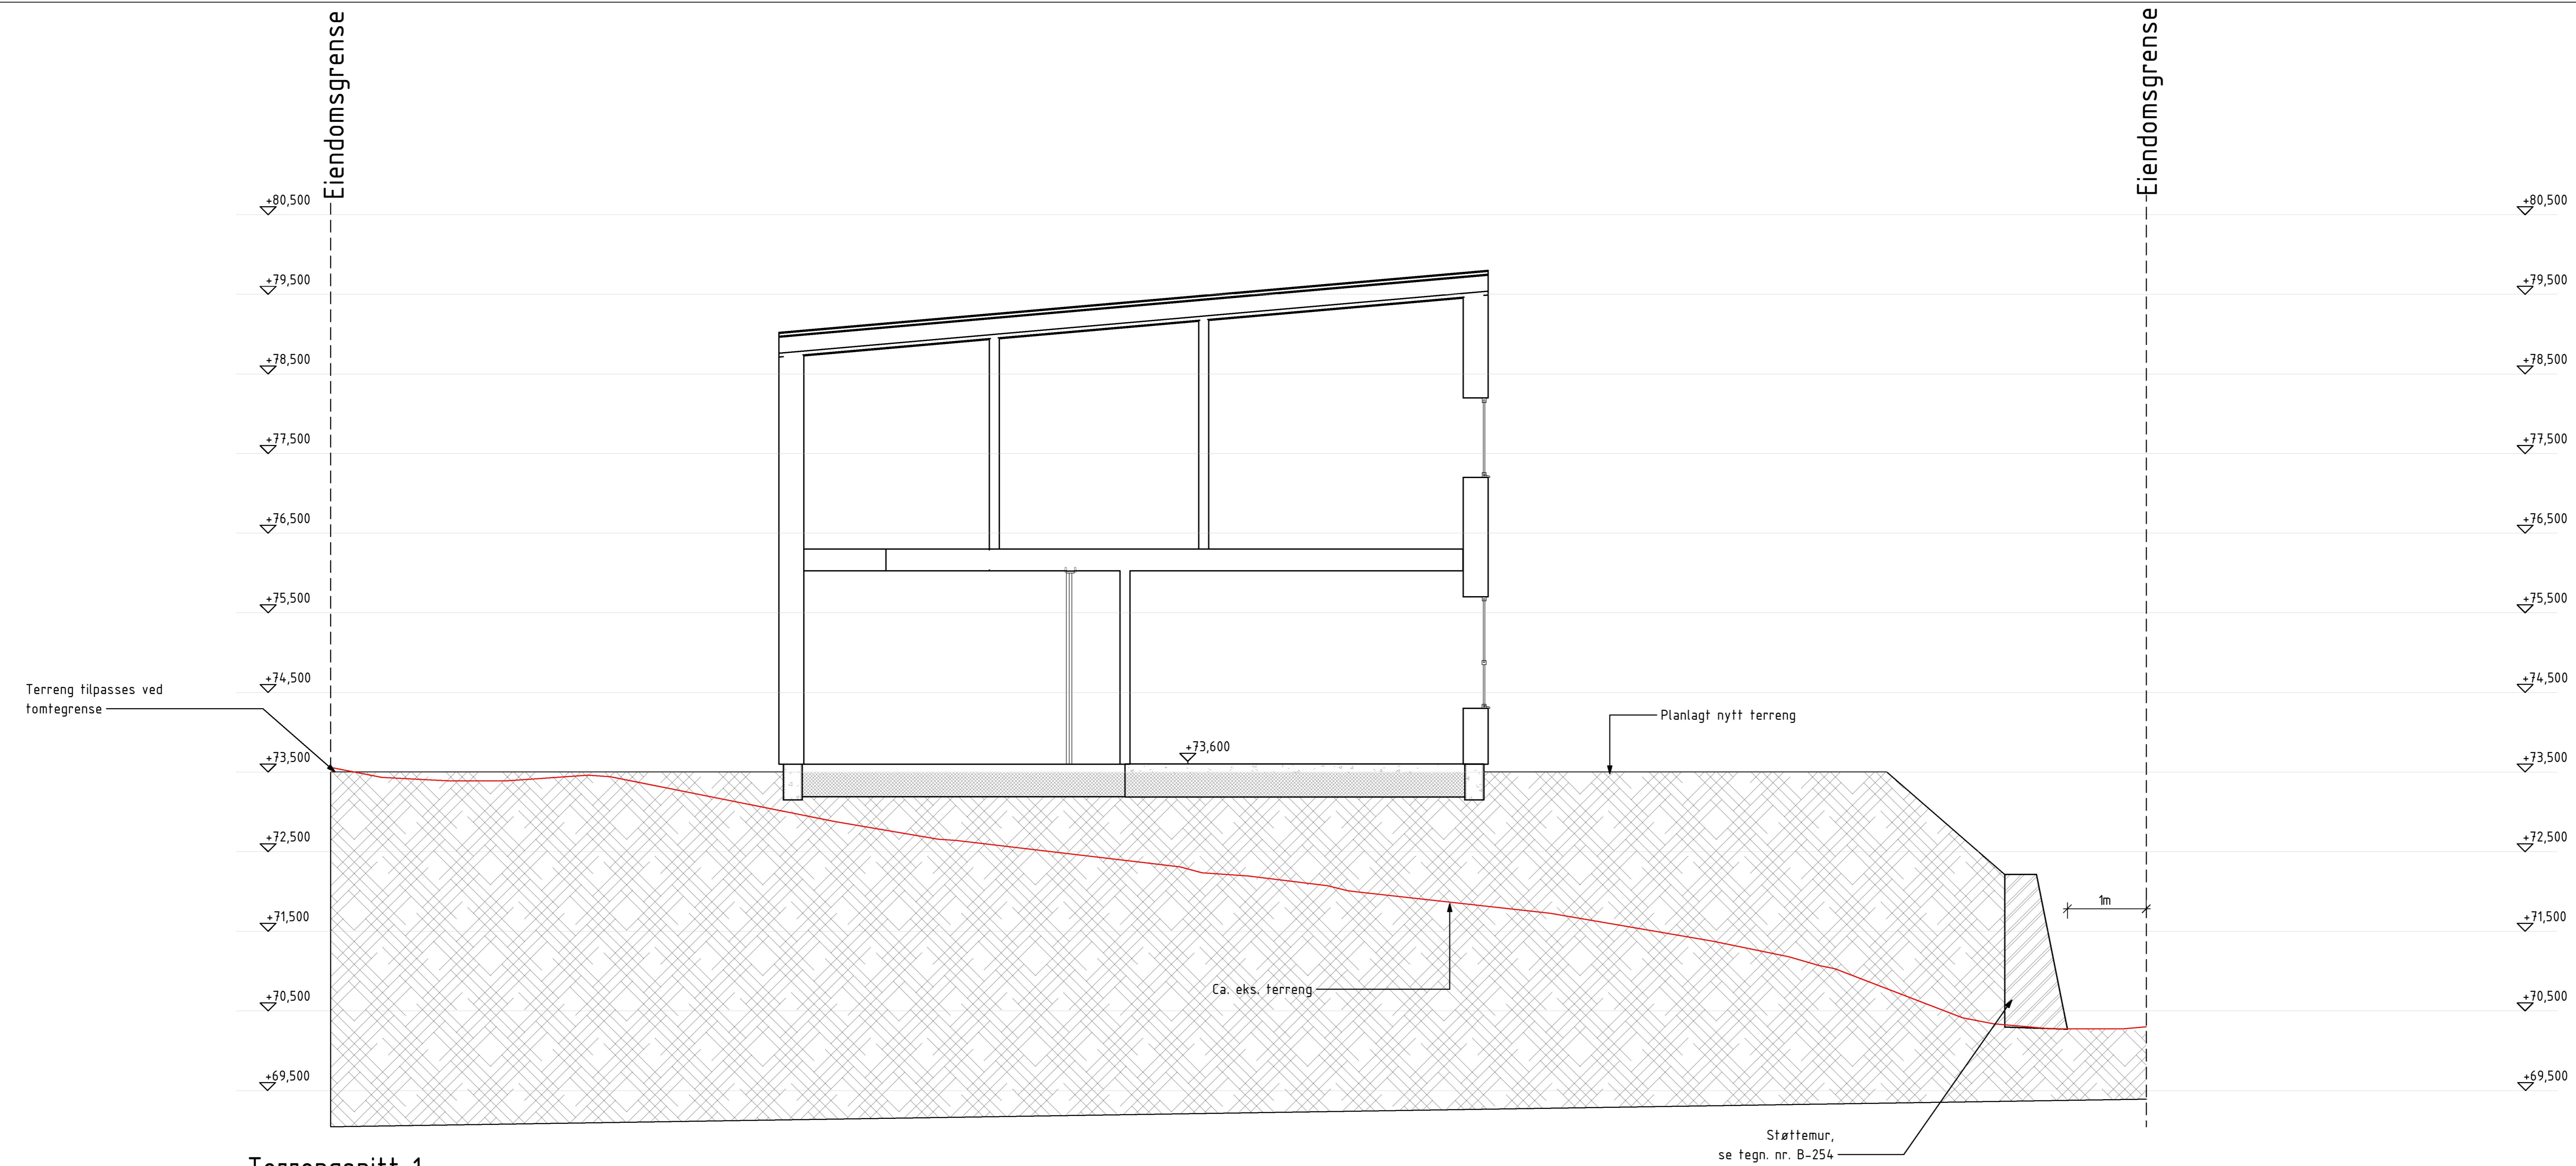 Eiendomsgrense
Eiendomsgrense
+80,500
+80,500
+79,500
+79,500
+78,500
+78,500
+77,500
+77,500
+76,500
+76,500
+75,500
+75,500
+74,500
+74,500
Terreng tilpasses ved
tomtegrense
Planlagt nytt terreng
+73,600
+73,500
+73,500
+72,500
+72,500
1m
+71,500
+71,500
Ca. eks. terreng
+70,500
+70,500
+69,500
+69,500
Støttemur,
se tegn. nr. B-254